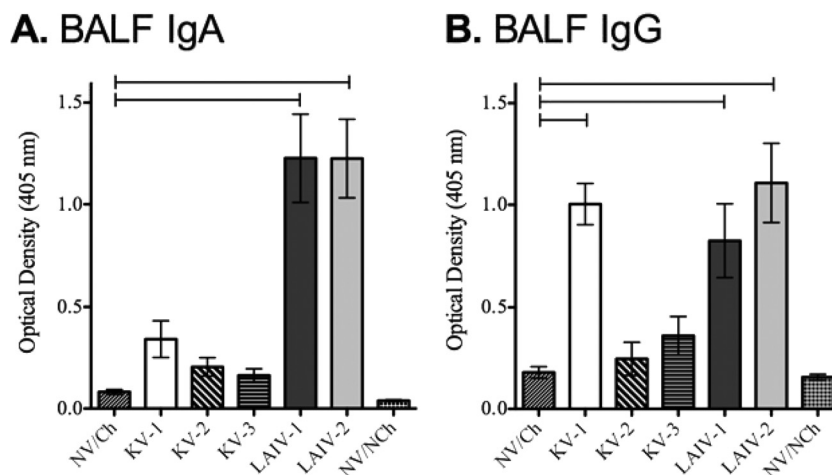 A. BALF IgA
Optical Density (405 nm)
1.5
1.0
0.5
0.0
NV/Ch
KV-1
KV-2
KV-3
LAIV-1
LAIV-2
NV/NCh
B. BALF IgG
Optical Density (405 nm)
1.5
1.0
0.5
0.0
NV/Ch
KV-1
KV-2
KV-3
LAIV-1
LAIV-2
NV/NCh